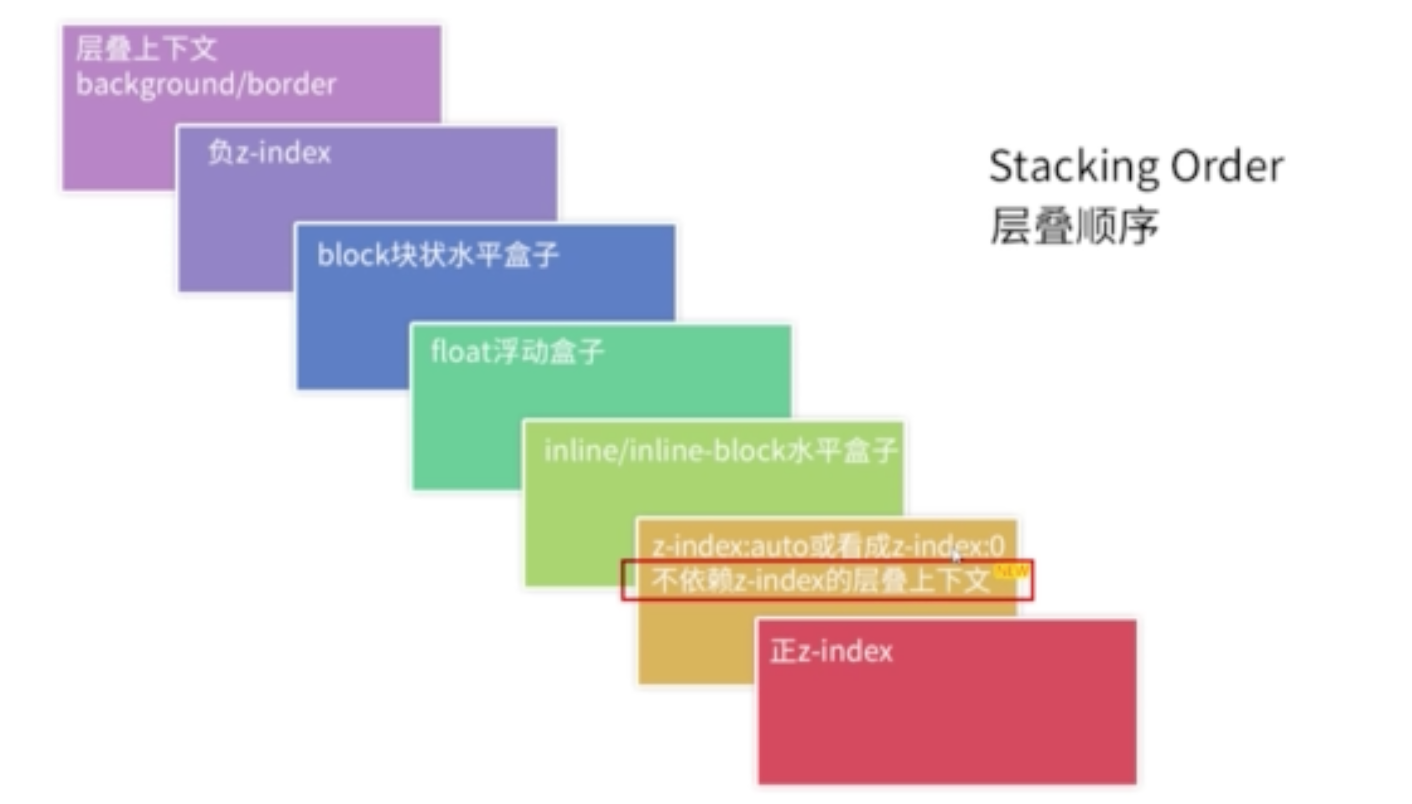 层叠上下文
background/border
负z-index
Stacking Order
层叠顺序
block块状水平盒子
float浮动盒子
inline/inline-block水平盒子
z-index:auto或看成z-index:0
不依赖z-index的层叠上下文 NEW
正z-index